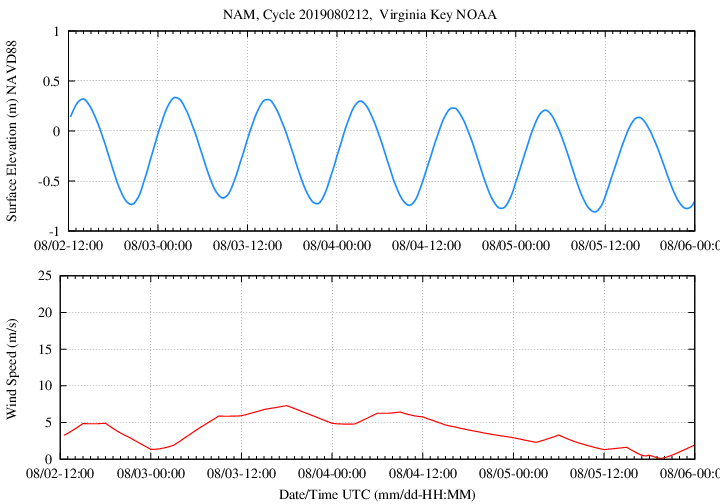 NAM, Cycle 2019080212,  Virginia Key NOAA
Surface Elevation (m) NAVD88
1
0.5
0
-0.5
-1
08/02-12:00 08/03-00:00 08/03-12:00 08/04-00:00 08/04-12:00 08/05-00:00 08/05-12:00 08/06-00:0
Wind Speed (m/s)
25
20
15
10
5
0
08/02-12:00 08/03-00:00 08/03-12:00 08/04-00:00 08/04-12:00 08/05-00:00 08/05-12:00 08/06-00:0
Date/Time UTC (mm/dd-HH:MM)